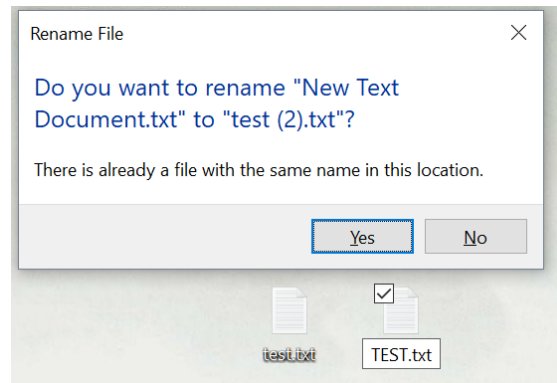 Rename File
Do you want to rename "New Text
Document.txt" to "test (2).txt"?
There is already a file with the same name in this location.
Yes
No
test.txt
TEST.txt